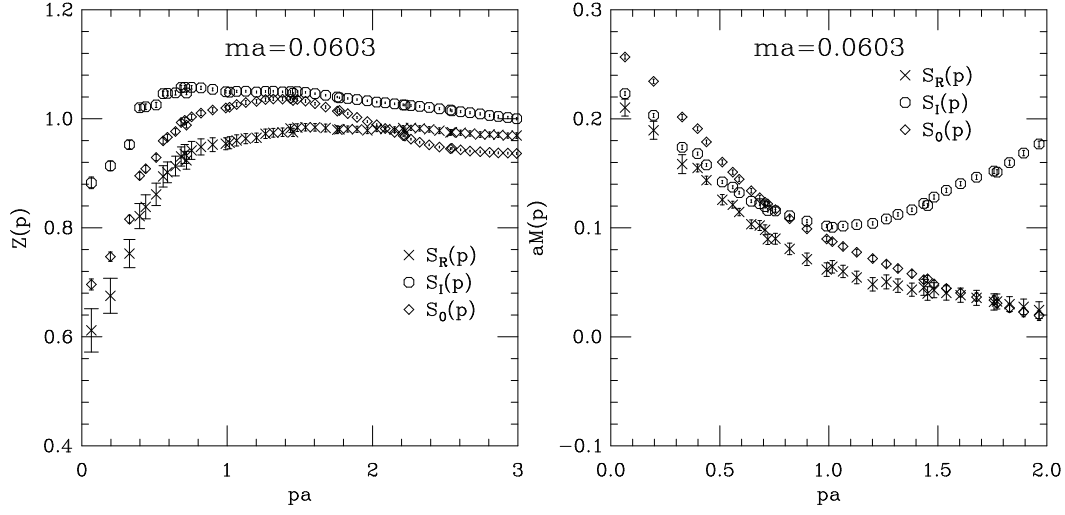 1.2
1.0
0.8
0.6
0.4
Z(p)
ma=0.0603
S_R(p)
S_I(p)
S_0(p)
0 1 2 3
pa
0.3
0.2
0.1
0.0
−0.1
aM(p)
ma=0.0603
S_R(p)
S_I(p)
S_0(p)
0.0 0.5 1.0 1.5 2.0
pa